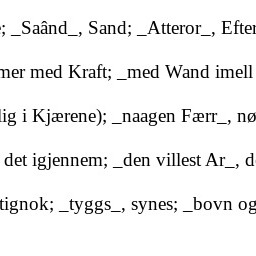 ; _Saând_, Sand; _Atteror_, Efter
mer med Kraft; _med Wand imell
lig i Kjærene); _naagen Færr_, nø
det igjennem; _den villest Ar_, d
tignok; _tyggs_, synes; _bovn og